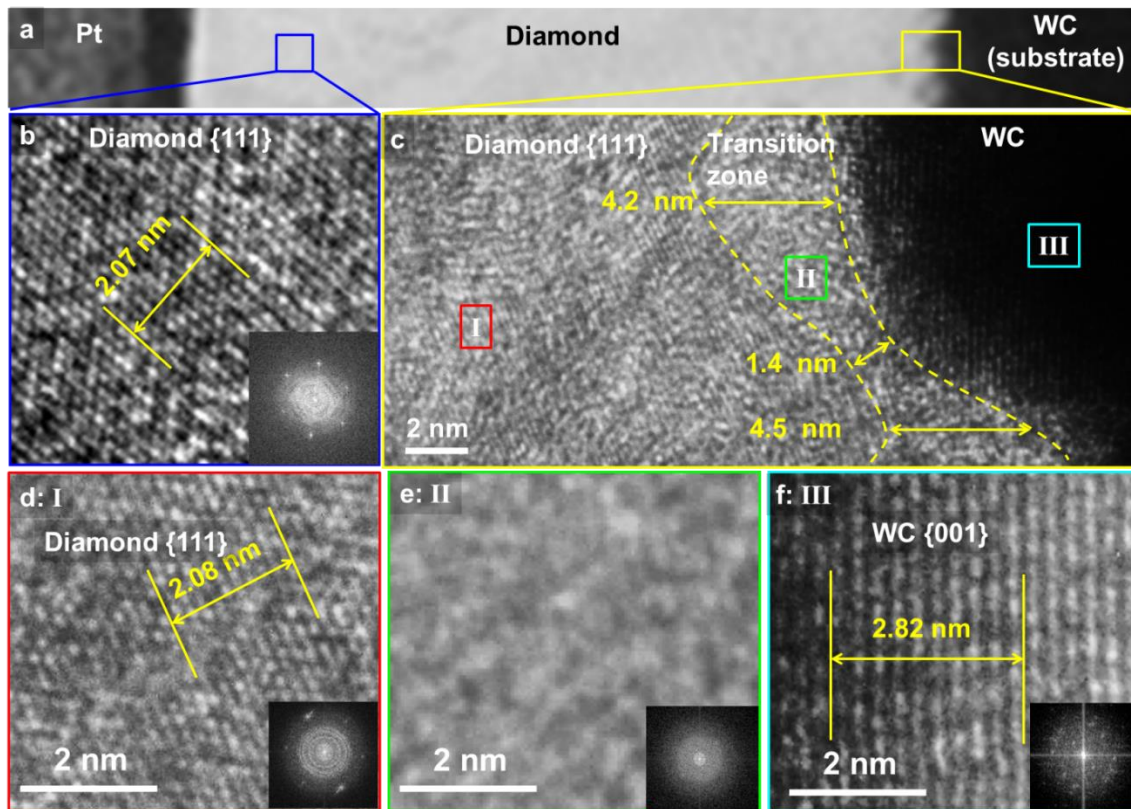 a
Pt
Diamond
WC
(substrate)
b
Diamond {111}
2.07 nm
c
Diamond {111}
Transition
zone
WC
4.2 nm
I
II
III
1.4 nm
4.5 nm
2 nm
d: I
Diamond {111}
2.08 nm
2 nm
e: II
2 nm
f: III
WC {001}
2.82 nm
2 nm